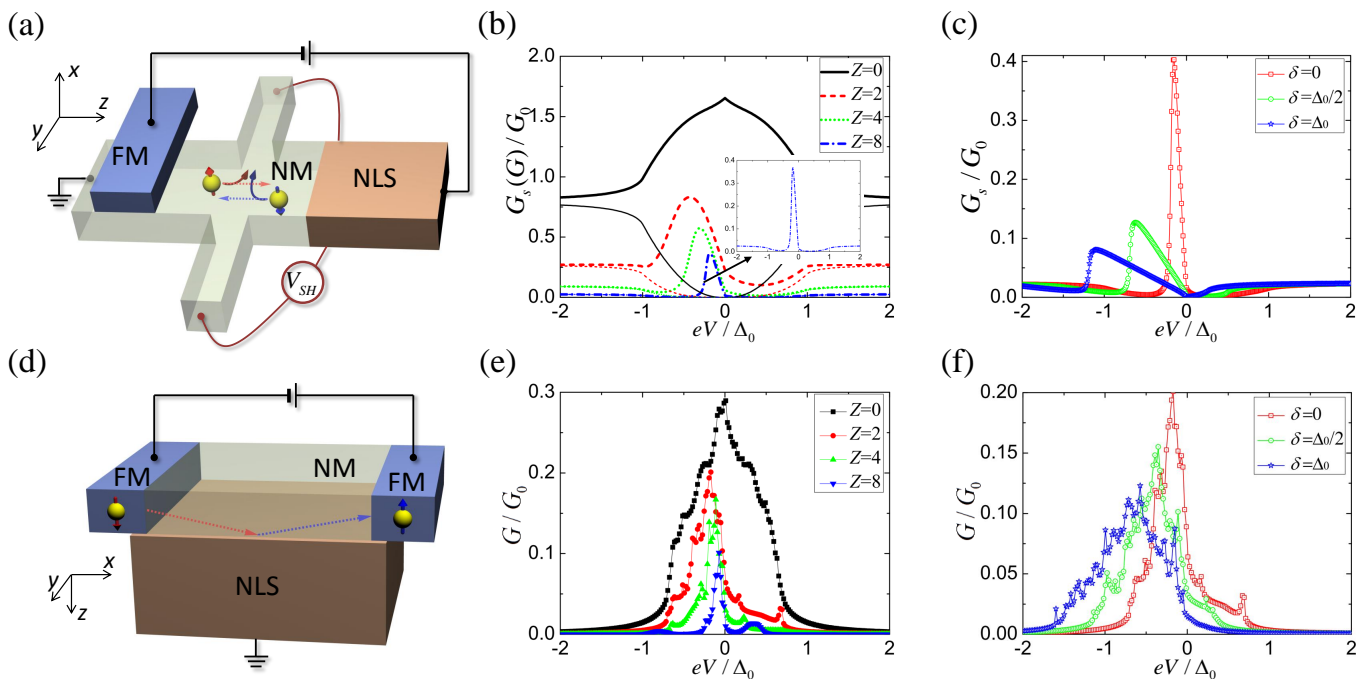 (a)
x
z
y
FM
NM
NLS
V_SH
(b)
G_s(G)/G_0
2.0
1.5
1.0
0.5
0.0
-2
-1
0
1
2
eV/Δ_0
Z=0
Z=2
Z=4
Z=8
0.4
0.3
0.2
0.1
0.0
-2
-1
0
1
2
(c)
G_s/G_0
0.4
0.3
0.2
0.1
0.0
-2
-1
0
1
2
eV/Δ_0
δ=0
δ=Δ_0/2
δ=Δ_0
(d)
FM
NM
FM
NLS
y
x
z
(e)
G/G_0
0.3
0.2
0.1
0.0
-2
-1
0
1
2
eV/Δ_0
Z=0
Z=2
Z=4
Z=8
(f)
G/G_0
0.20
0.15
0.10
0.05
0.00
-2
-1
0
1
2
eV/Δ_0
δ=0
δ=Δ_0/2
δ=Δ_0